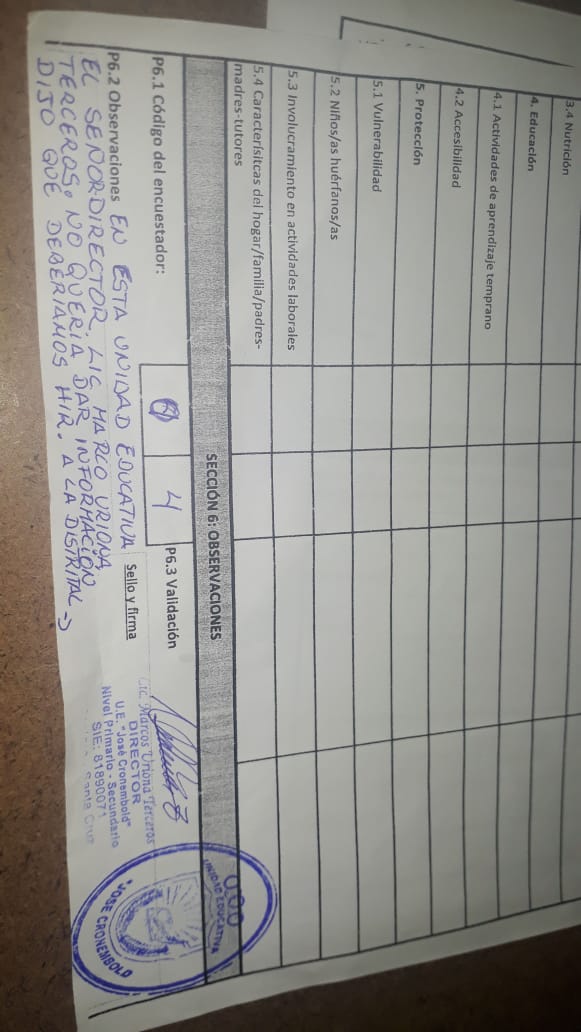 3.4 Nutrición
4. Educación
4.1 Actividades de aprendizaje temprano
4.2 Accesibilidad
5. Protección
5.1 Vulnerabilidad
5.2 Niños/as huérfanos/as
5.3 Involucramiento en actividades laborales
5.4 Caracterísitcas del hogar/familia/padres-
madres-tutores
SECCIÓN 6: OBSERVACIONES
P6.1 Código del encuestador:
4
P6.3 Validación
P6.2 Observaciones EN ESTA UNIDAD EDUCATIVA
EL SEÑOR DIRECTOR. LIC MARCO URIONA
TERCEROS. NO QUERIA DAR INFORMACIÓN
DIJO QUE DEBERIAMOS HIR. A LA DISTRITAL →
Sello y firma
Lic. Marcos Uriona Terceros
DIRECTOR
U.E. "José Cronembold"
Nivel Primario - Secundario
SIE: 81890071
Santa Cruz
UNIDAD EDUCATIVA
"JOSE CRONEMBOLD"